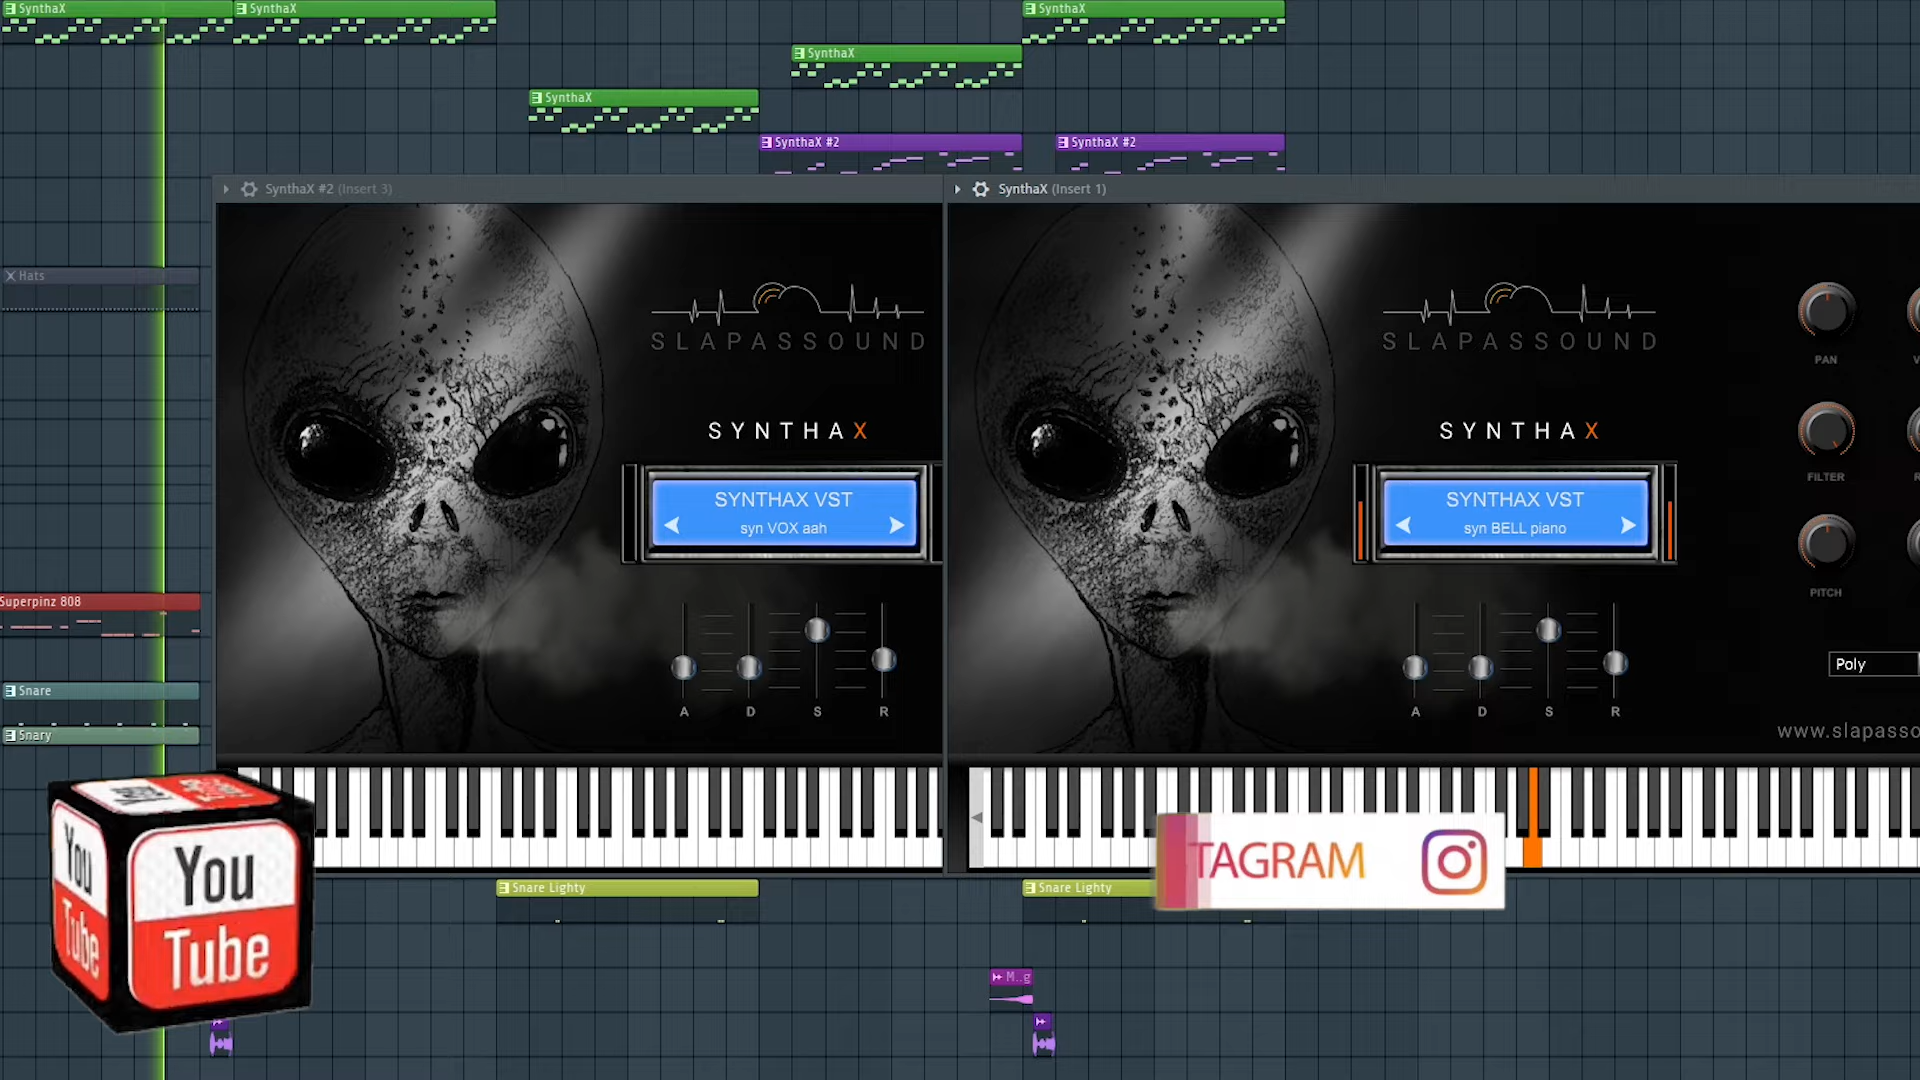 SynthaX
SynthaX
SynthaX
SynthaX
SynthaX
SynthaX #2
SynthaX #2
SynthaX #2 (Insert 3)
SynthaX (Insert 1)
Hats
SLAPASSOUND
SLAPASSOUND
PAN
V
SYNTHAX
SYNTHAX
FILTER
R
SYNTHAX VST
syn VOX aah
SYNTHAX VST
syn BELL piano
PITCH
Superpinz 808
Poly
Snare
A D S R
A D S R
Snary
www.slapasso
You
Tube
You
Tube
You
TAGRAM
Snare Lighty
Snare Lighty
M..g